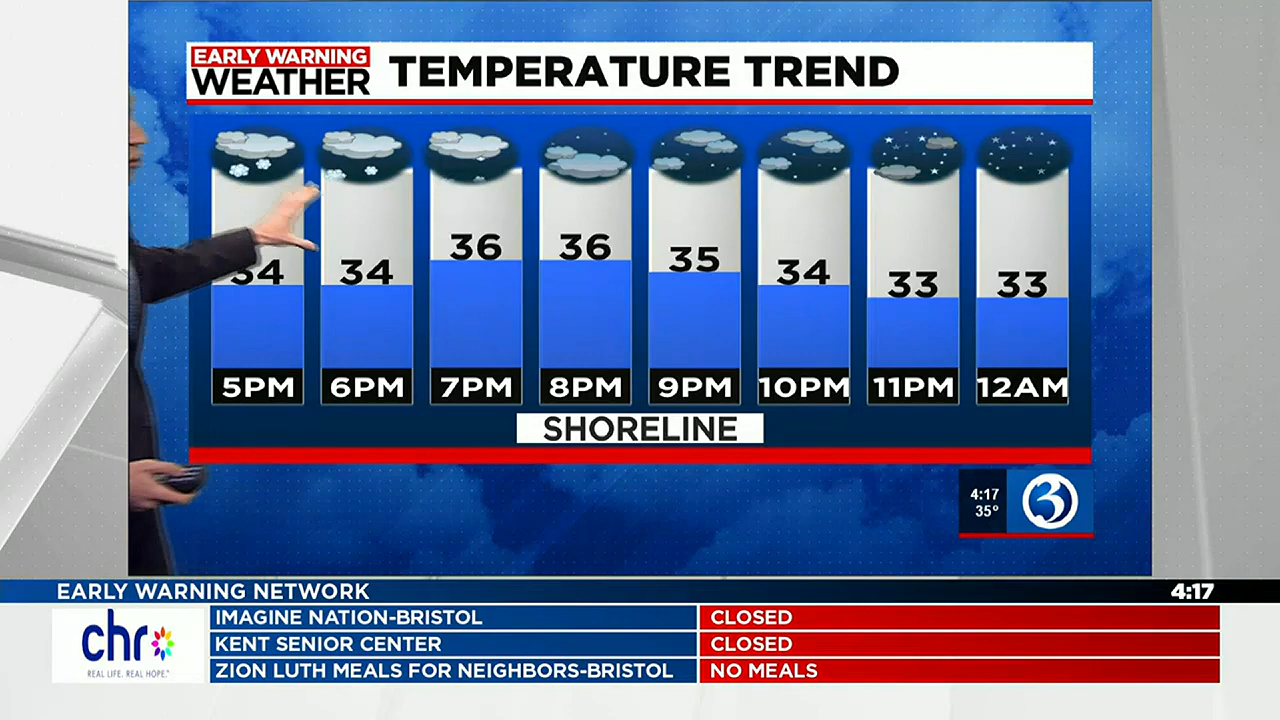 EARLY WARNING
WEATHER
TEMPERATURE TREND
34 34 36 36 35 34 33 33
5PM 6PM 7PM 8PM 9PM 10PM 11PM 12AM
SHORELINE
4:17
35°
3
EARLY WARNING NETWORK
4:17
chr
REAL LIFE. REAL HOPE.
IMAGINE NATION-BRISTOL CLOSED
KENT SENIOR CENTER CLOSED
ZION LUTH MEALS FOR NEIGHBORS-BRISTOL NO MEALS